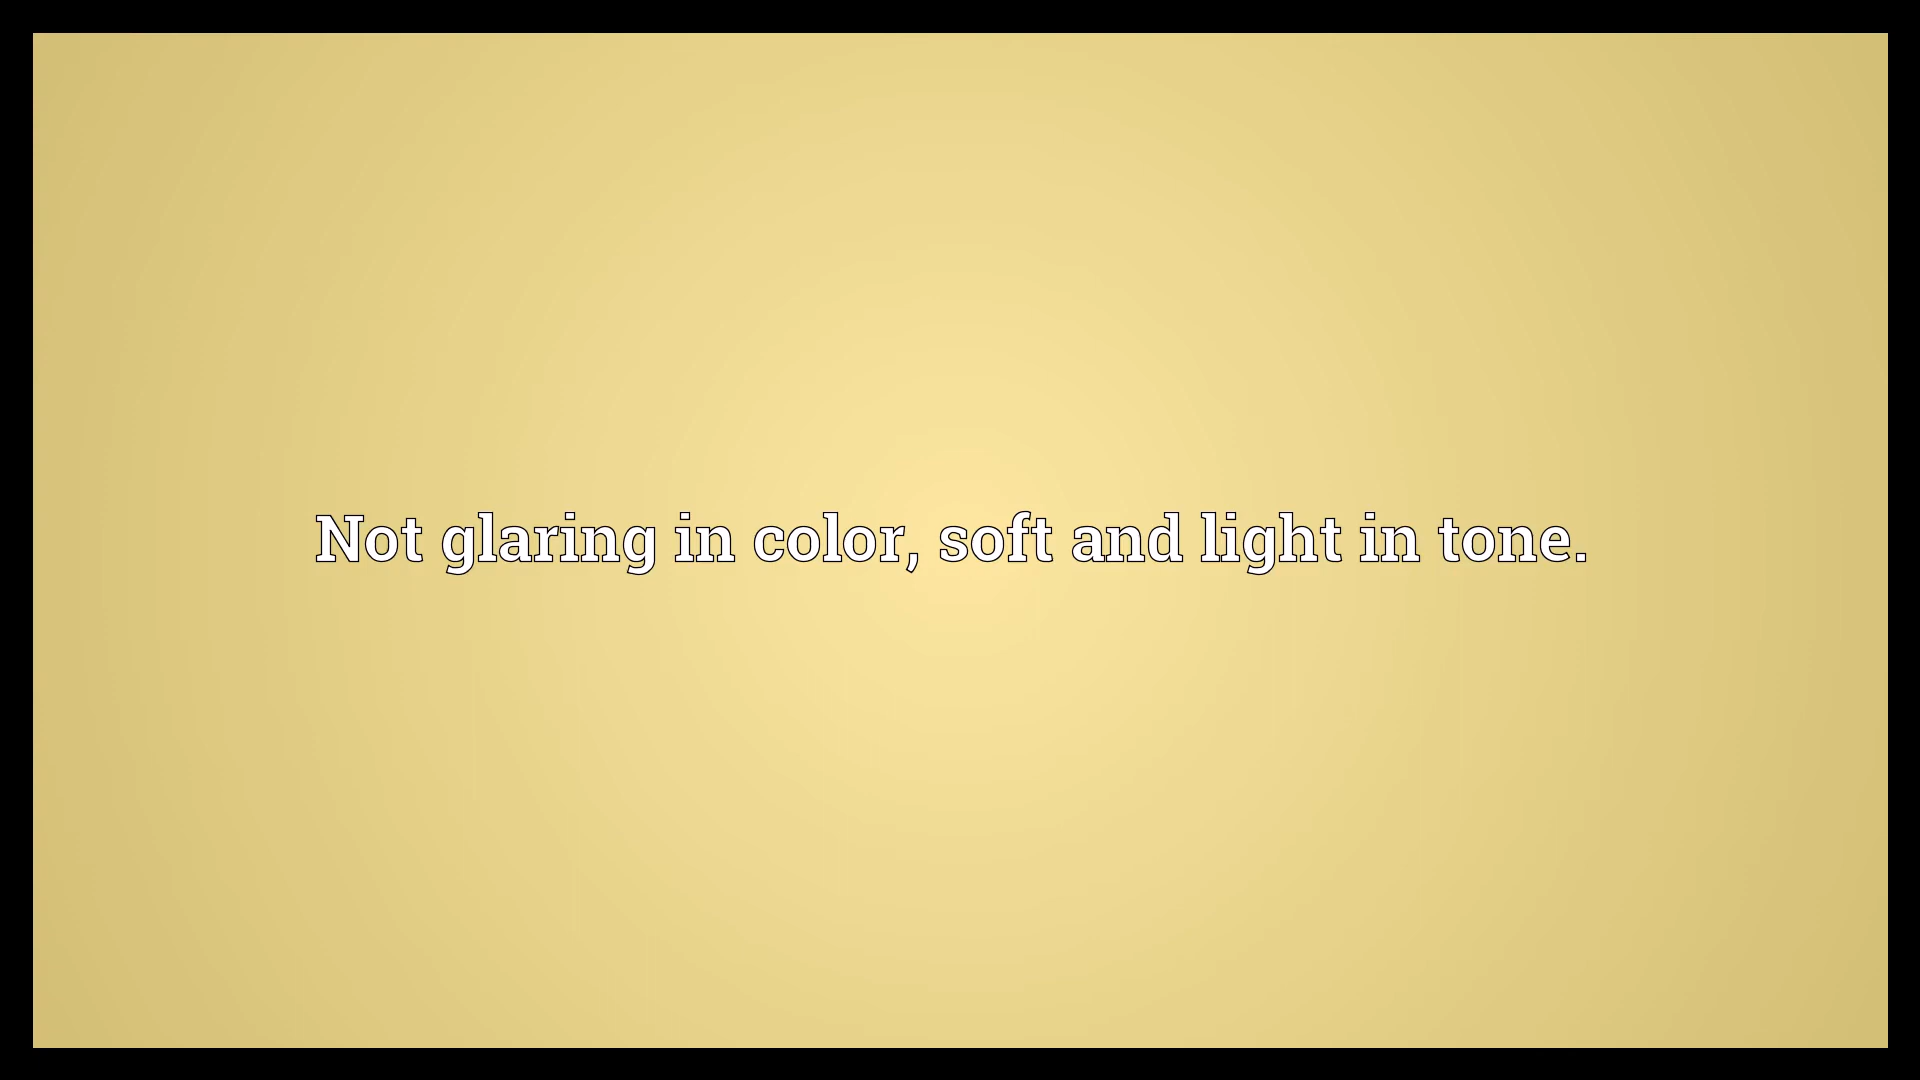 Not glaring in color, soft and light in tone.